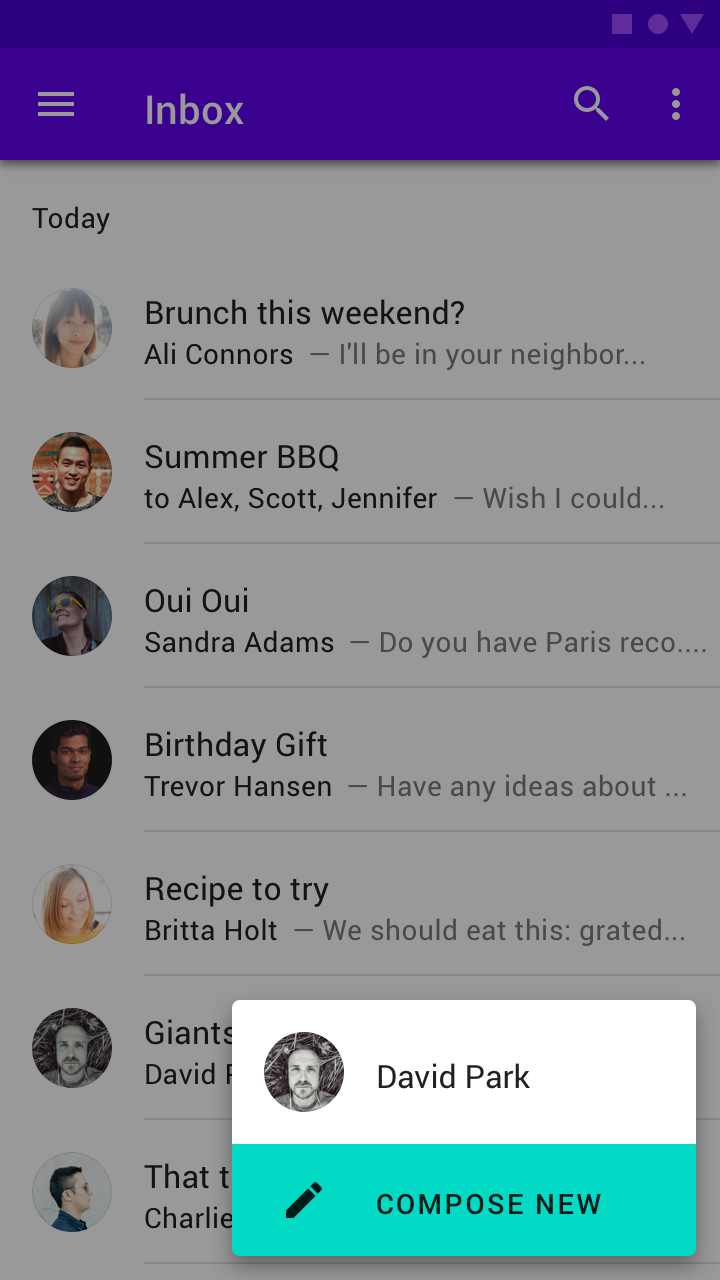 Inbox
Today
Brunch this weekend?
Ali Connors — I'll be in your neighbor...
Summer BBQ
to Alex, Scott, Jennifer — Wish I could...
Oui Oui
Sandra Adams — Do you have Paris reco....
Birthday Gift
Trevor Hansen — Have any ideas about ...
Recipe to try
Britta Holt — We should eat this: grated...
Giants
David
David Park
That t
Charlie
COMPOSE NEW